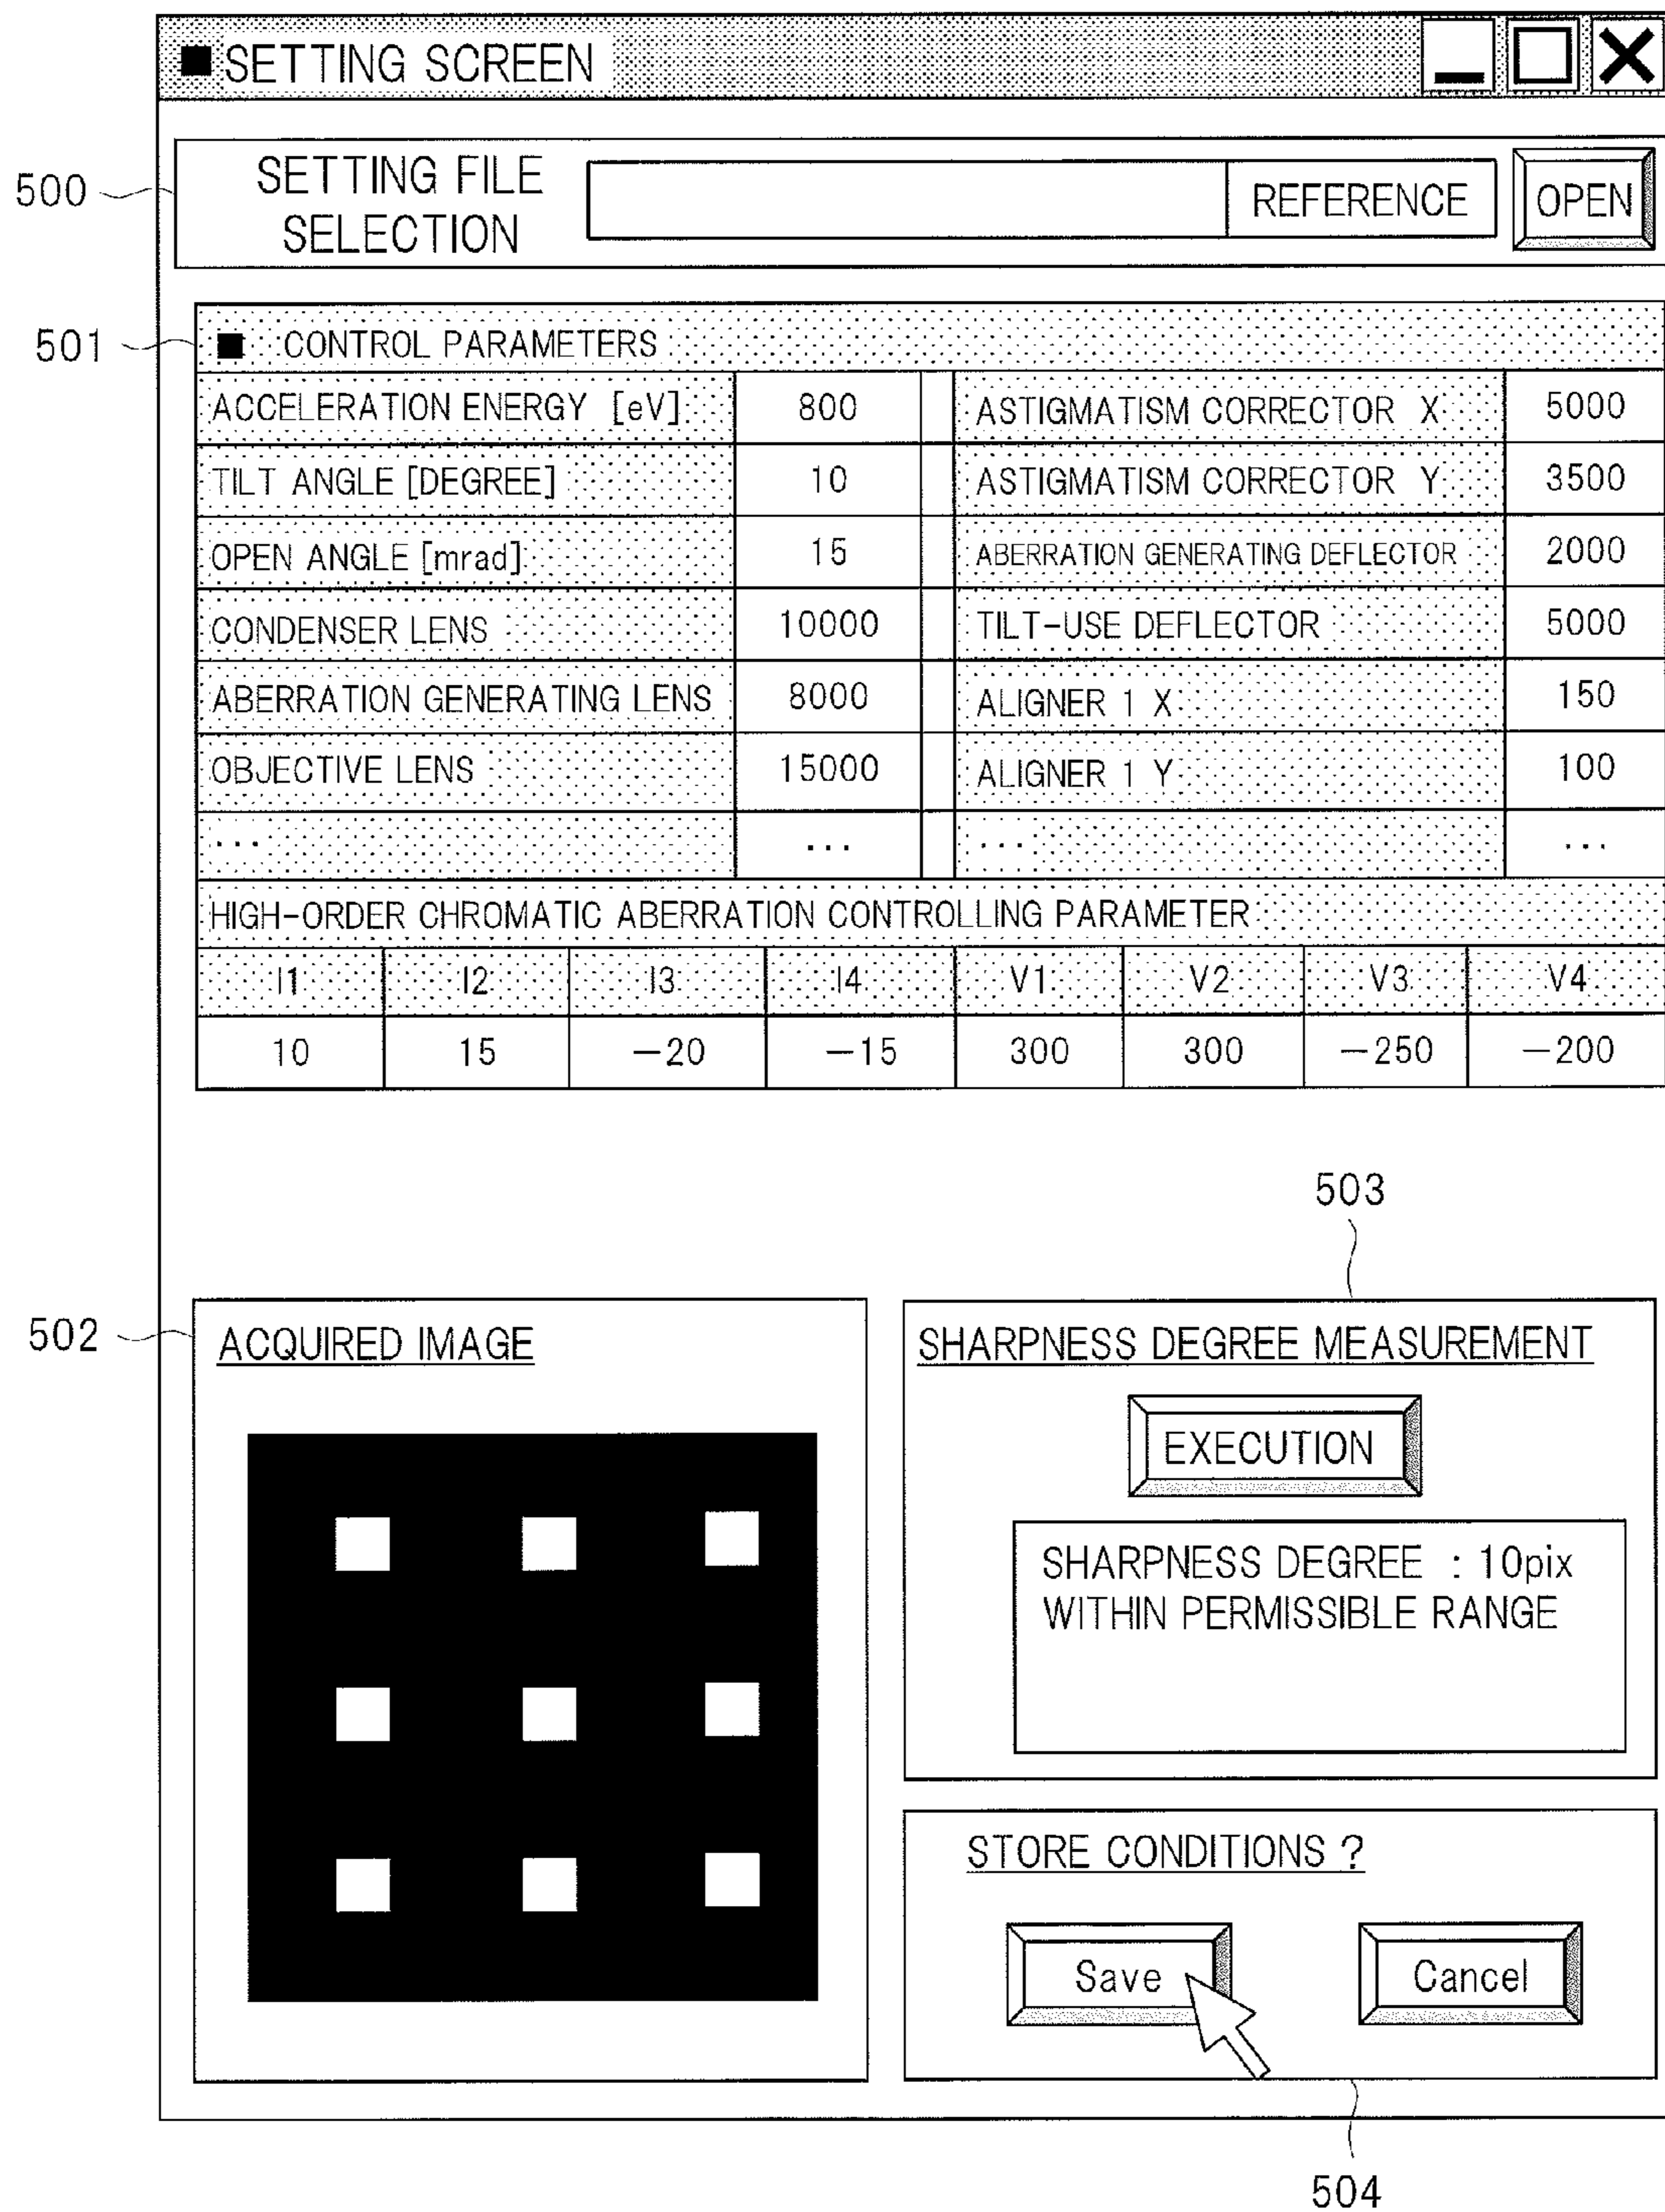 SETTING SCREEN
500
SETTING FILE
SELECTION
REFERENCE
OPEN
501
CONTROL PARAMETERS
ACCELERATION ENERGY [eV] 800 ASTIGMATISM CORRECTOR X 5000
TILT ANGLE [DEGREE] 10 ASTIGMATISM CORRECTOR Y 3500
OPEN ANGLE [mrad] 15 ABERRATION GENERATING DEFLECTOR 2000
CONDENSER LENS 10000 TILT-USE DEFLECTOR 5000
ABERRATION GENERATING LENS 8000 ALIGNER 1 X 150
OBJECTIVE LENS 15000 ALIGNER 1 Y 100
... ... ... ...
HIGH-ORDER CHROMATIC ABERRATION CONTROLLING PARAMETER
I1 I2 I3 I4 V1 V2 V3 V4
10 15 −20 −15 300 300 −250 −200
502
ACQUIRED IMAGE
503
SHARPNESS DEGREE MEASUREMENT
EXECUTION
SHARPNESS DEGREE : 10pix
WITHIN PERMISSIBLE RANGE
STORE CONDITIONS ?
Save Cancel
504